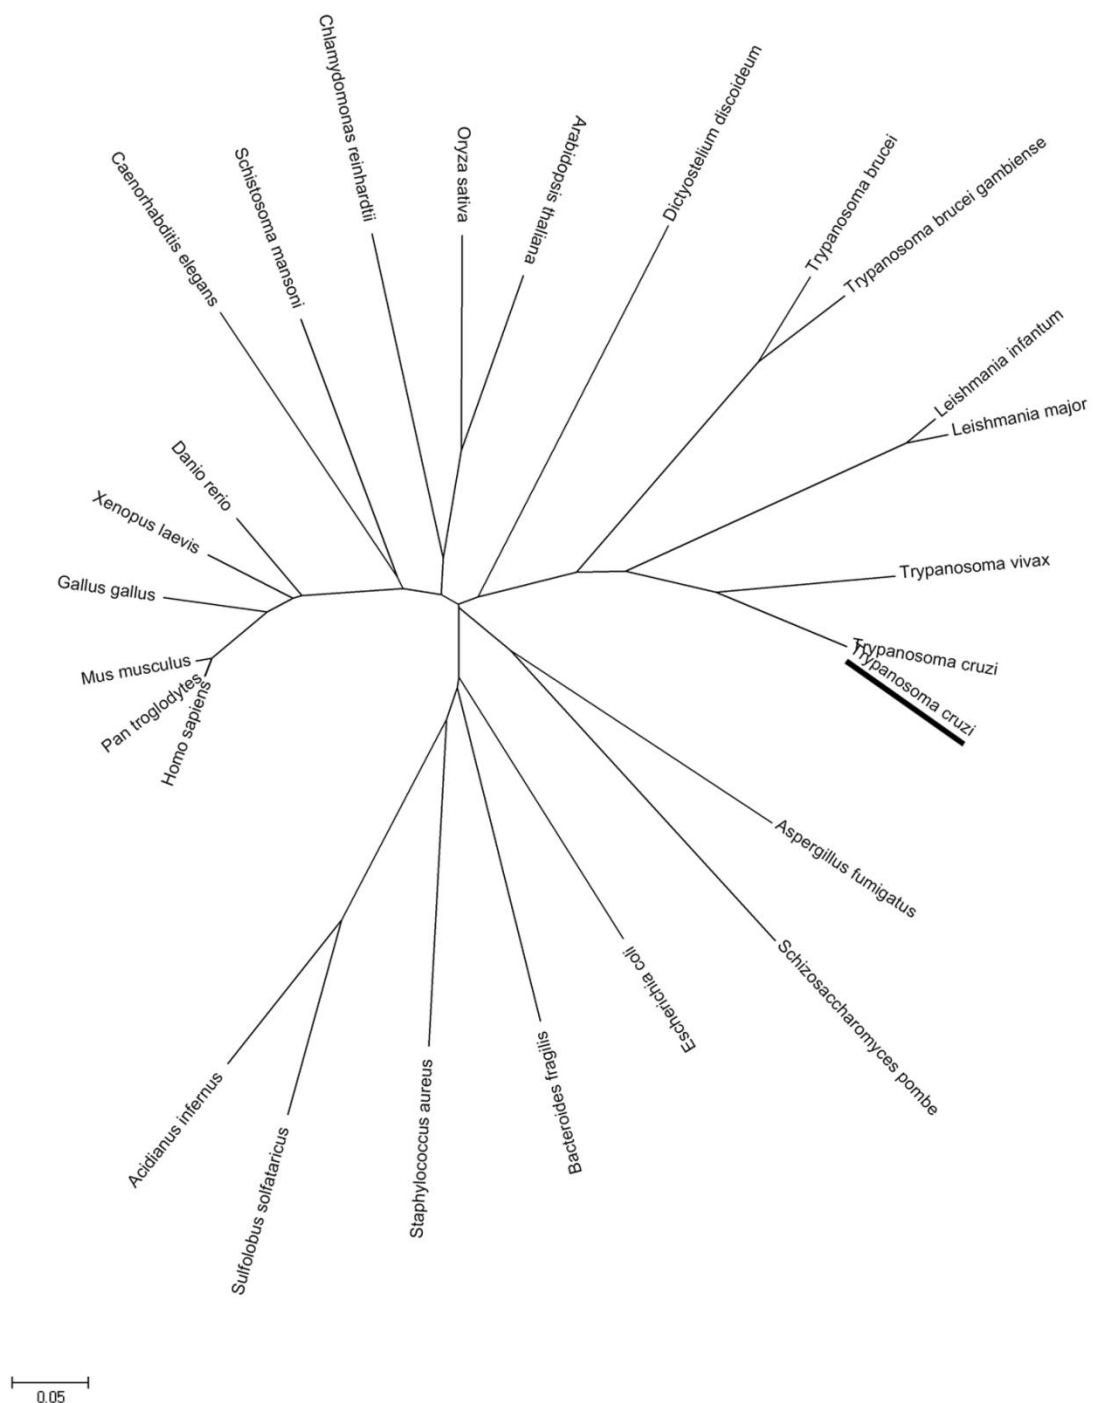 Chlamydomonas reinhardtii
Oryza sativa
Arabidopsis thaliana
Dictyostelium discoideum
Trypanosoma brucei
Trypanosoma brucei gambiense
Leishmania infantum
Leishmania major
Trypanosoma vivax
Trypanosoma cruzi
Trypanosoma cruzi
Aspergillus fumigatus
Schizosaccharomyces pombe
Escherichia coli
Bacteroides fragilis
Staphylococcus aureus
Sulfolobus solfataricus
Acidianus infernus
Homo sapiens
Pan troglodytes
Mus musculus
Gallus gallus
Xenopus laevis
Danio rerio
Caenorhabditis elegans
Schistosoma mansoni
0.05